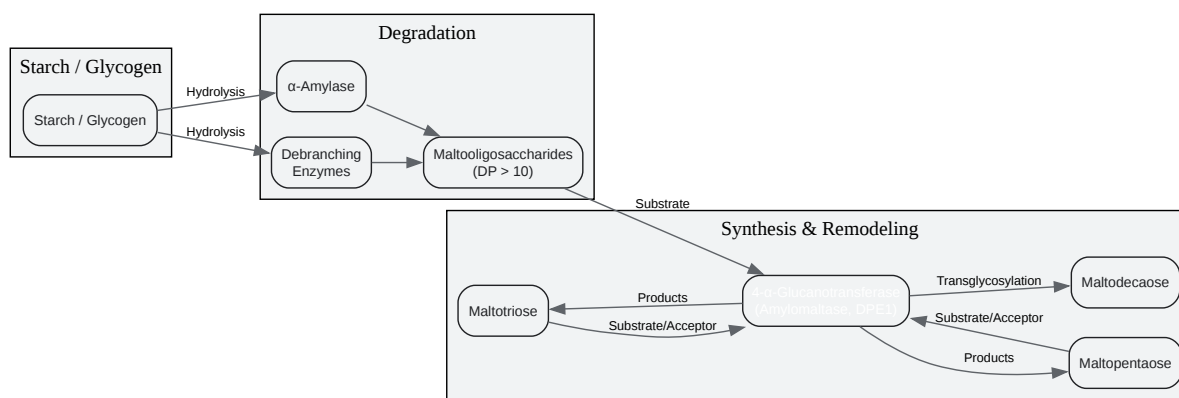 Degradation
Starch / Glycogen
Starch / Glycogen
Hydrolysis
Hydrolysis
α-Amylase
Debranching
Enzymes
Maltooligosaccharides
(DP > 10)
Substrate
Synthesis & Remodeling
4-α-Glucanotransferase
(Amylomaltase, DPE1)
Maltotriose
Products
Substrate/Acceptor
Transglycosylation
Maltodecaose
Substrate/Acceptor
Products
Maltopentaose